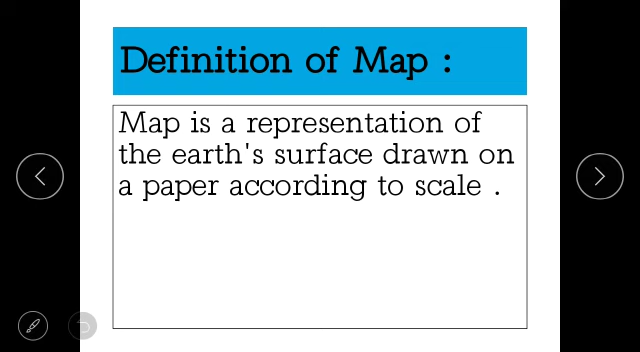 Definition of Map :
Map is a representation of
the earth's surface drawn on
a paper according to scale .